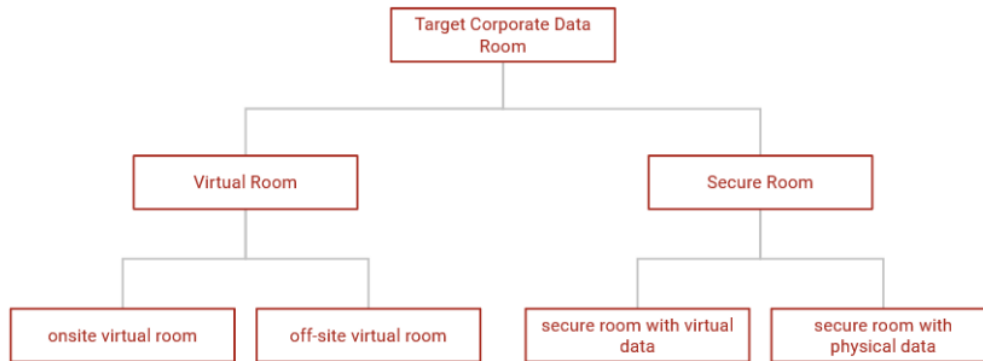 Target Corporate Data
Room
Virtual Room
Secure Room
onsite virtual room
off-site virtual room
secure room with virtual
data
secure room with
physical data